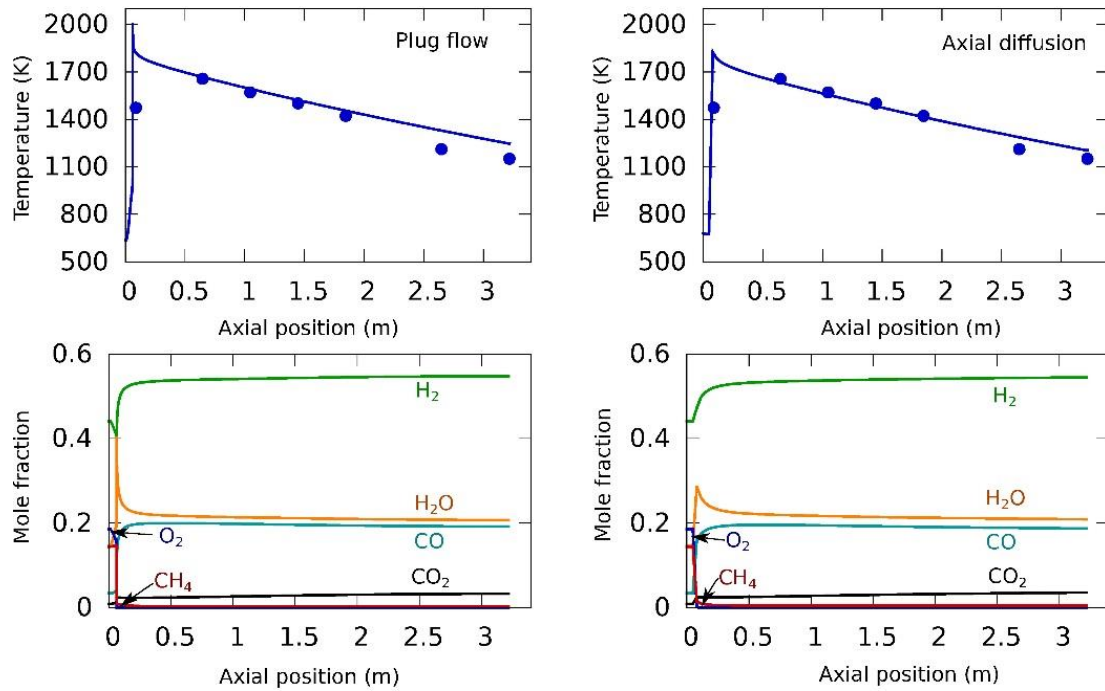 2000
1700
1400
1100
800
500
Temperature (K)
Plug flow
0 0.5 1 1.5 2 2.5 3
Axial position (m)
2000
1700
1400
1100
800
500
Temperature (K)
Axial diffusion
0 0.5 1 1.5 2 2.5 3
Axial position (m)
0.6
0.4
0.2
0
Mole fraction
H₂
H₂O
O₂
CO
CH₄
CO₂
0 0.5 1 1.5 2 2.5 3
Axial position (m)
0.6
0.4
0.2
0
Mole fraction
H₂
H₂O
O₂
CO
CH₄
CO₂
0 0.5 1 1.5 2 2.5 3
Axial position (m)